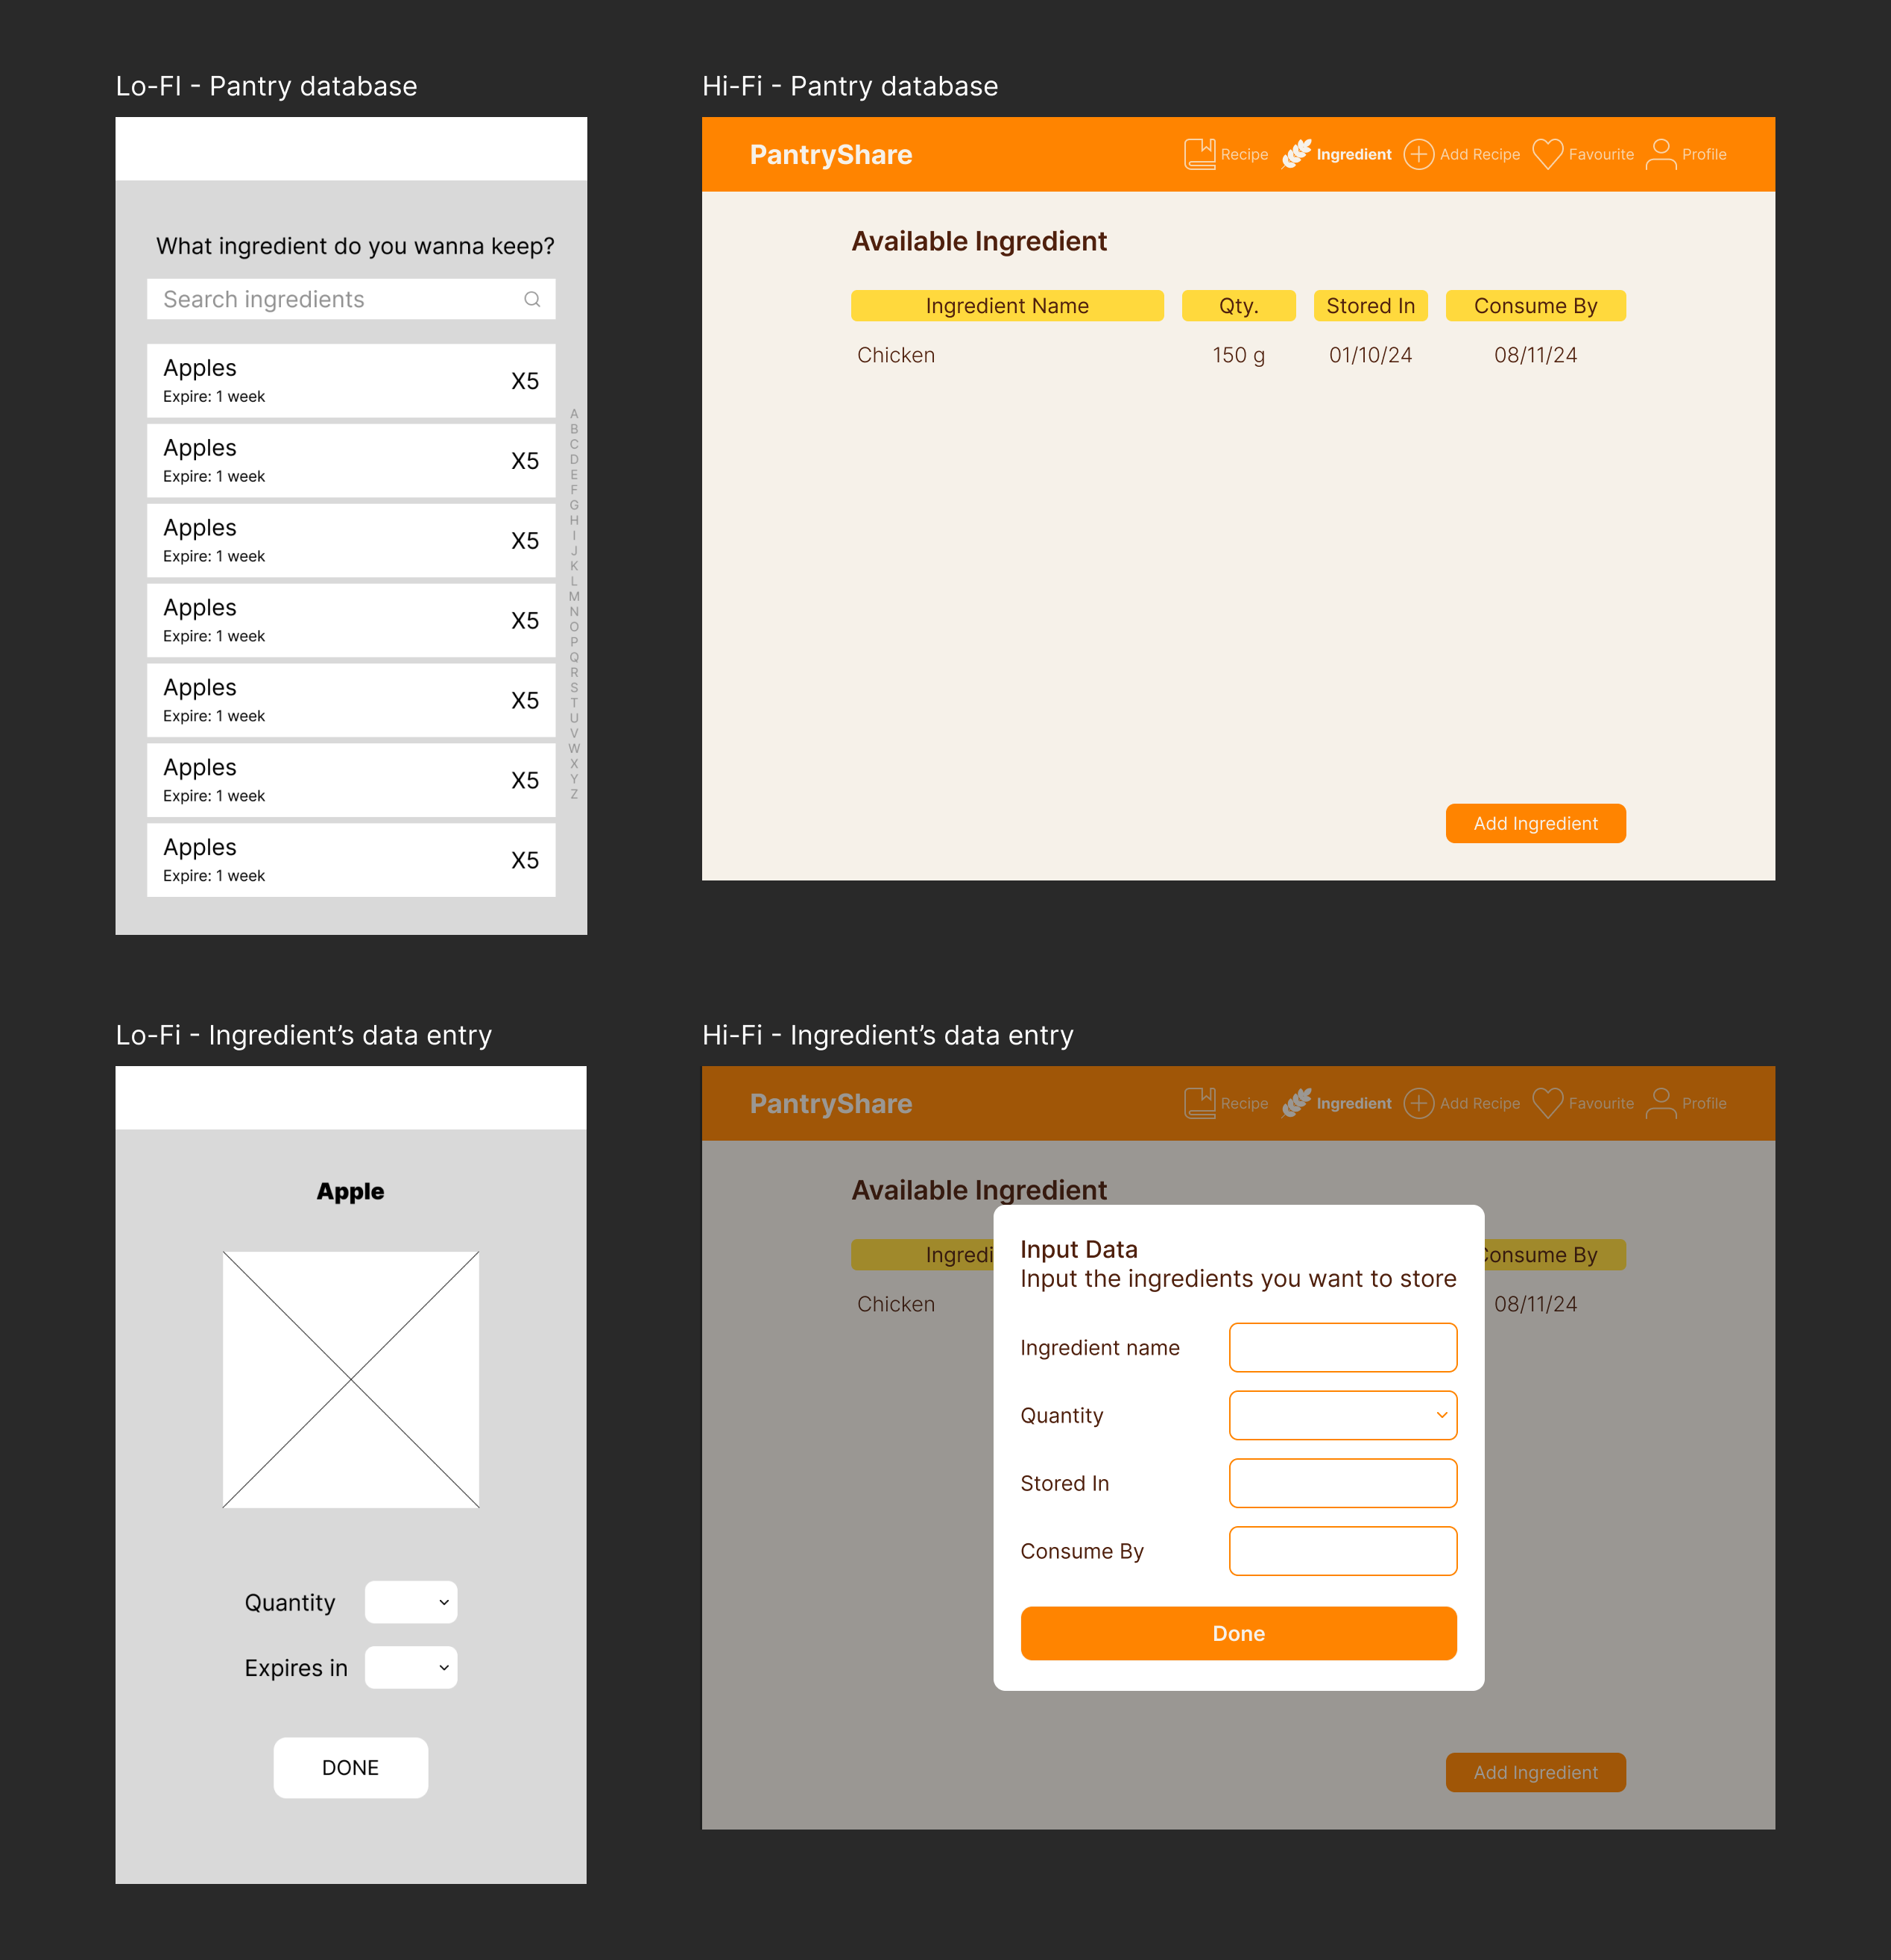 Lo-FI - Pantry database
What ingredient do you wanna keep?
Search ingredients
Apples
Expire: 1 week
X5
Apples
Expire: 1 week
X5
Apples
Expire: 1 week
X5
Apples
Expire: 1 week
X5
Apples
Expire: 1 week
X5
Apples
Expire: 1 week
X5
Apples
Expire: 1 week
X5
A
B
C
D
E
F
G
H
I
J
K
L
M
N
O
P
Q
R
S
T
U
V
W
X
Y
Z
Hi-Fi - Pantry database
PantryShare Recipe Ingredient Add Recipe Favourite Profile
Available Ingredient
Ingredient Name Qty. Stored In Consume By
Chicken 150 g 01/10/24 08/11/24
Add Ingredient
Lo-Fi - Ingredient’s data entry
Apple
Quantity
Expires in
DONE
Hi-Fi - Ingredient’s data entry
PantryShare Recipe Ingredient Add Recipe Favourite Profile
Available Ingredient
Ingredi Consume By
Chicken 08/11/24
Input Data
Input the ingredients you want to store
Ingredient name
Quantity
Stored In
Consume By
Done
Add Ingredient